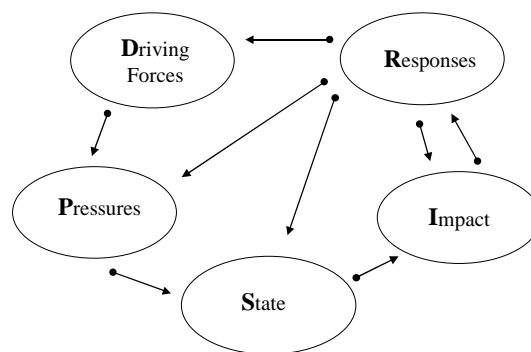 Driving
Forces
Responses
Pressures
Impact
State